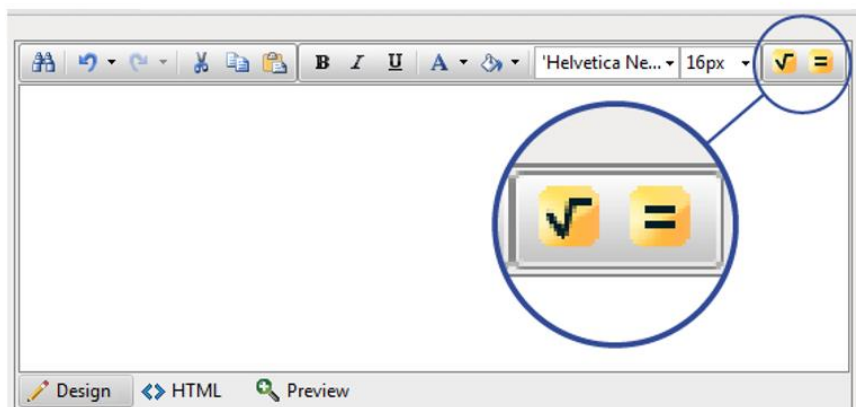 B I U A 'Helvetica Ne... 16px √ =
√ =
Design HTML Preview